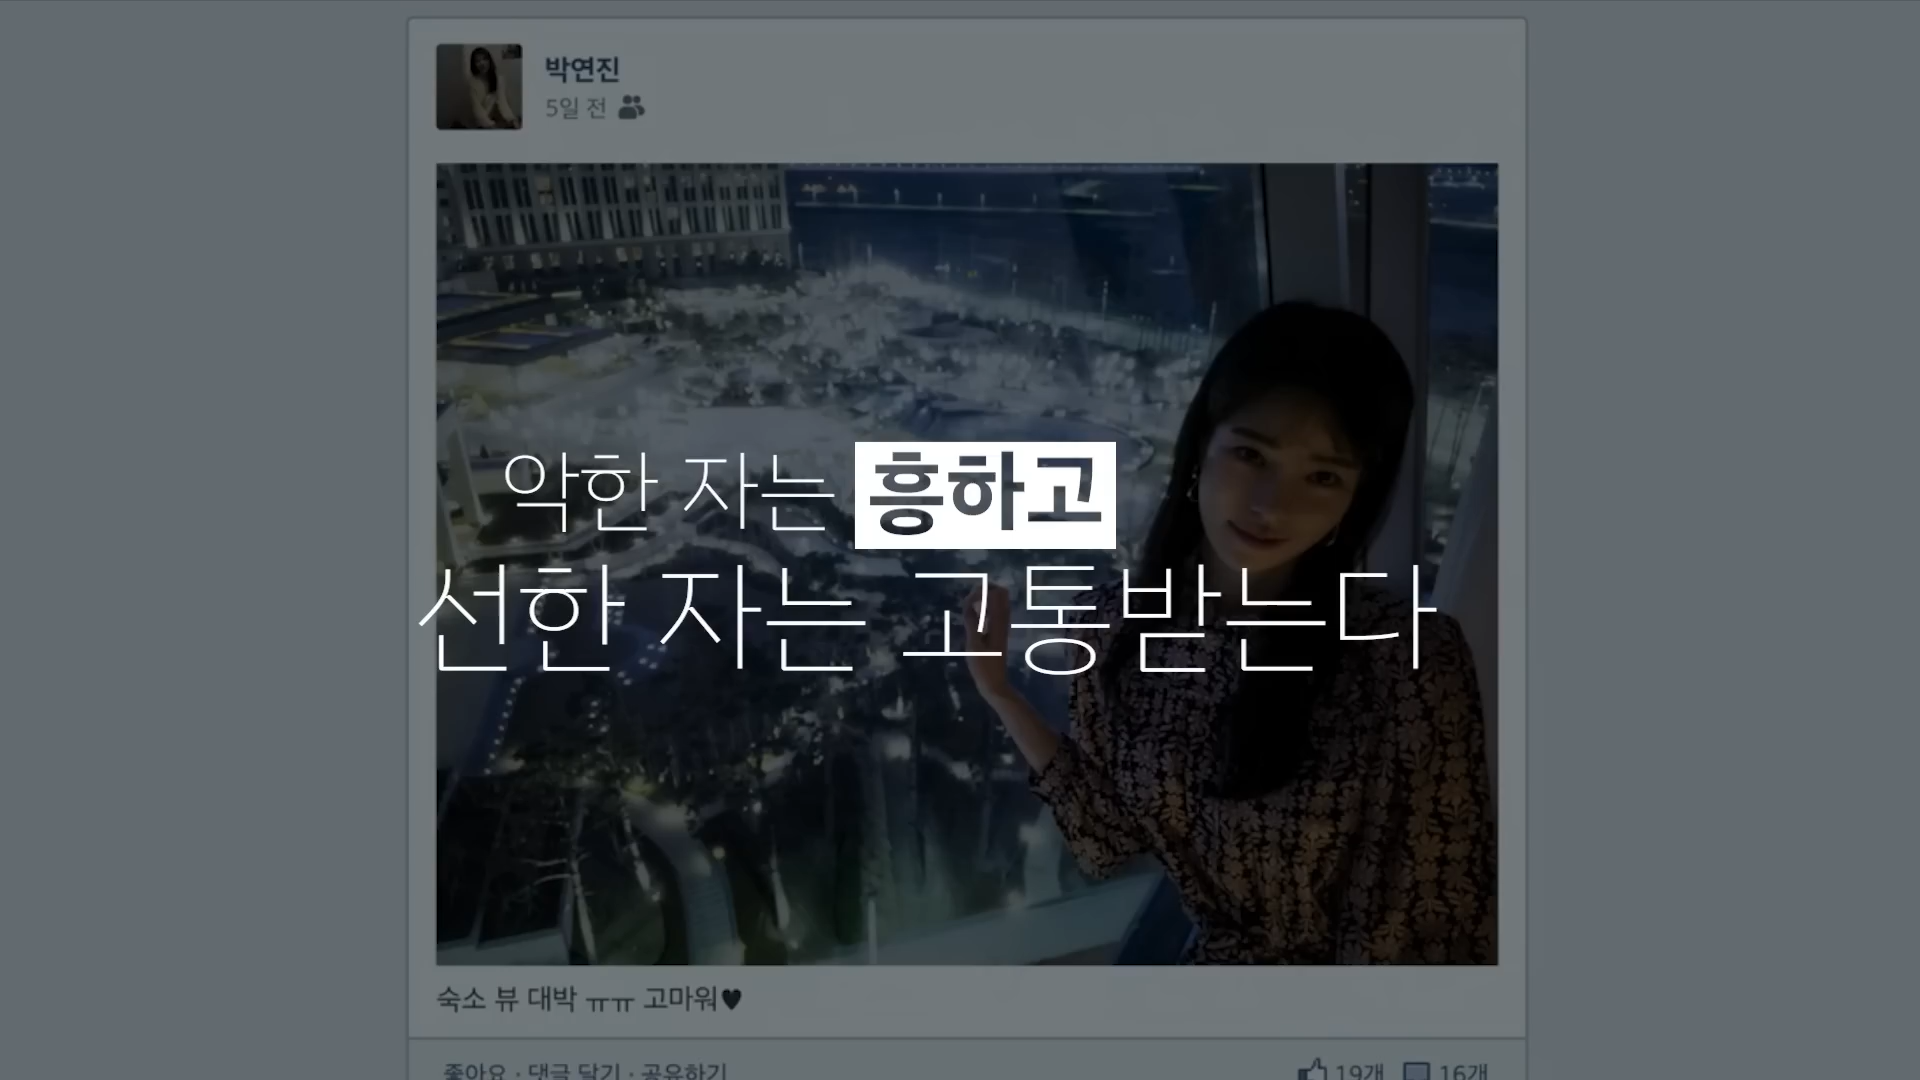 박연진
5일 전
악한 자는 흥하고
선한 자는 고통받는다
숙소 뷰 대박 ㅠㅠ 고마워♥
좋아요 · 댓글 달기 · 공유하기
19개 16개